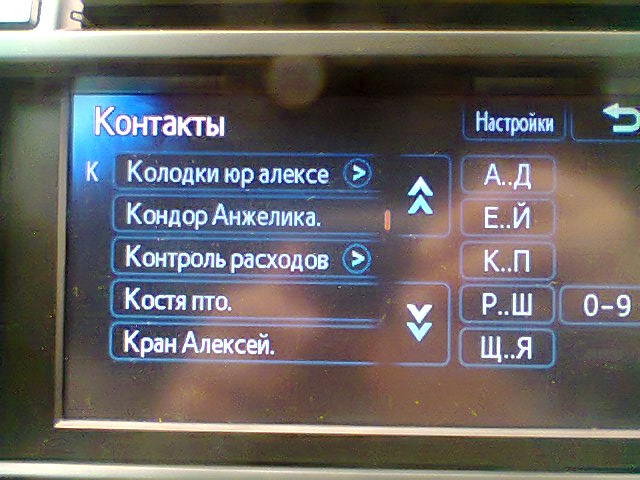 Контакты
Настройки
К
Колодки юр алексе
А..Д
Кондор Анжелика.
Е..Й
Контроль расходов
К..П
Костя пто.
Р..Ш
0-9
Кран Алексей.
Щ..Я